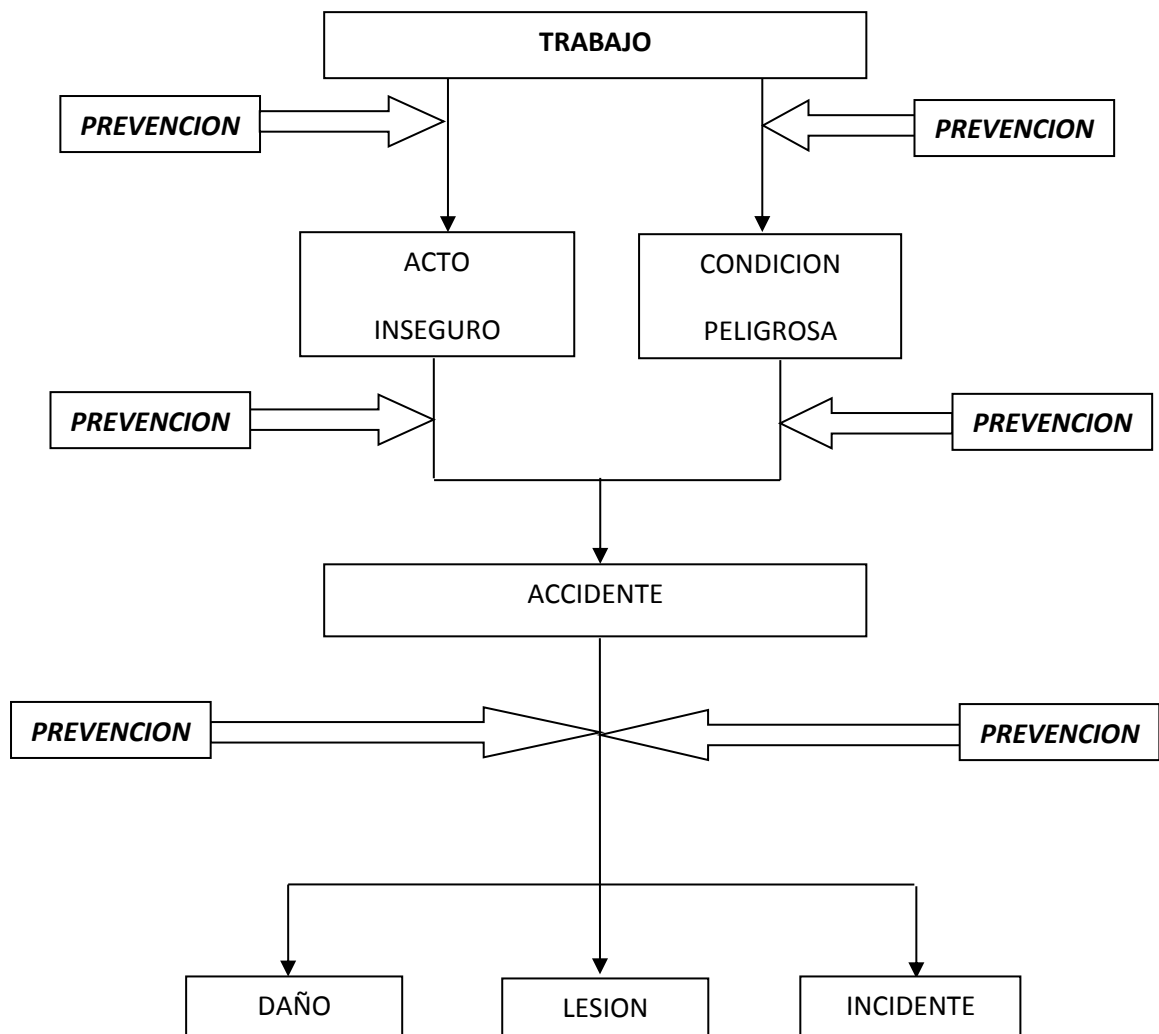 TRABAJO
PREVENCION
PREVENCION
ACTO
INSEGURO
CONDICION
PELIGROSA
PREVENCION
PREVENCION
ACCIDENTE
PREVENCION
PREVENCION
DAÑO
LESION
INCIDENTE